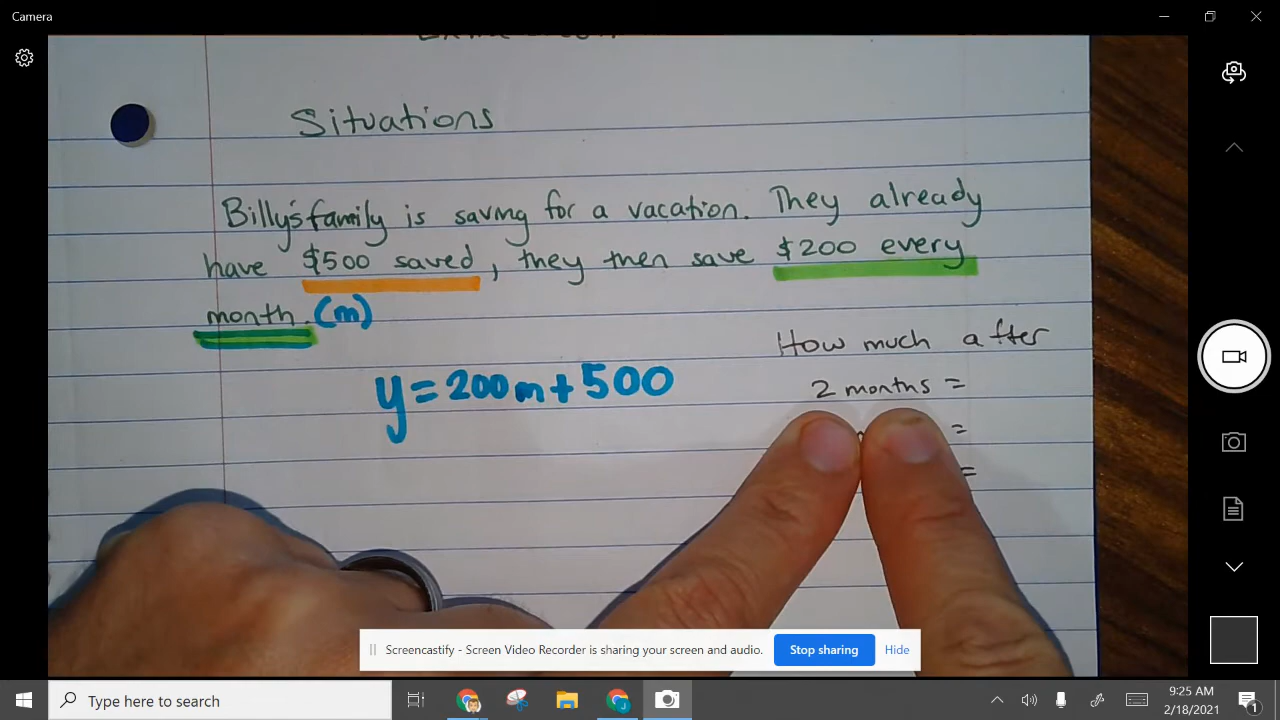 Camera
Situations
Billy's family is saving for a vacation. They already
have $500 saved, they then save $200 every
month. (m)
y=200m+500
How much after
2 months =
=
=
Screencastify - Screen Video Recorder is sharing your screen and audio.
Stop sharing
Hide
Type here to search
9:25 AM
2/18/2021
1